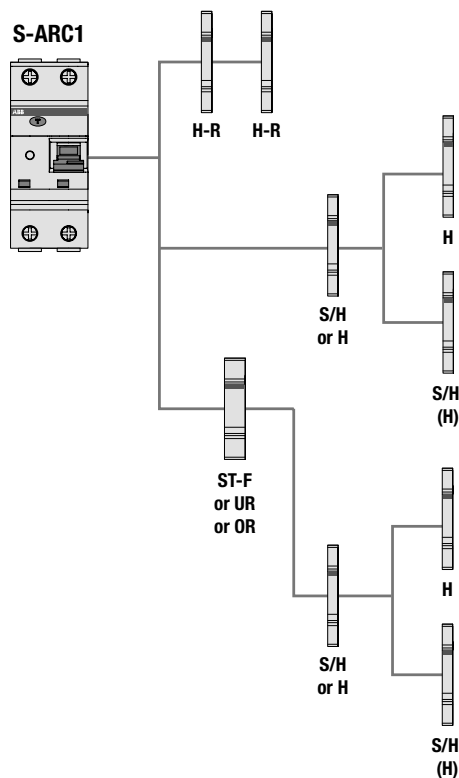 S-ARC1
ABB
T
H-R
H-R
H
S/H
or H
S/H
(H)
ST-F
or UR
or OR
H
S/H
or H
S/H
(H)